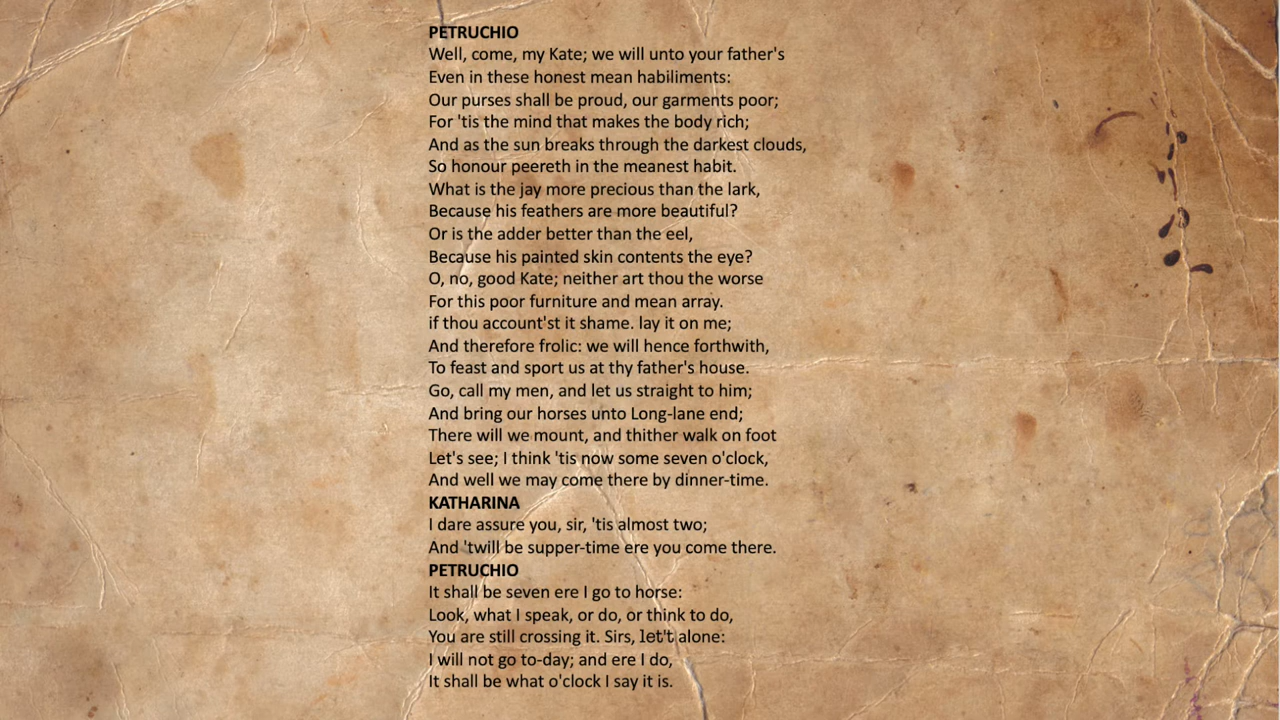 PETRUCHIO
Well, come, my Kate; we will unto your father's
Even in these honest mean habiliments:
Our purses shall be proud, our garments poor;
For 'tis the mind that makes the body rich;
And as the sun breaks through the darkest clouds,
So honour peereth in the meanest habit.
What is the jay more precious than the lark,
Because his feathers are more beautiful?
Or is the adder better than the eel,
Because his painted skin contents the eye?
O, no, good Kate; neither art thou the worse
For this poor furniture and mean array.
if thou account'st it shame. lay it on me;
And therefore frolic: we will hence forthwith,
To feast and sport us at thy father's house.
Go, call my men, and let us straight to him;
And bring our horses unto Long-lane end;
There will we mount, and thither walk on foot
Let's see; I think 'tis now some seven o'clock,
And well we may come there by dinner-time.
KATHARINA
I dare assure you, sir, 'tis almost two;
And 'twill be supper-time ere you come there.
PETRUCHIO
It shall be seven ere I go to horse:
Look, what I speak, or do, or think to do,
You are still crossing it. Sirs, let't alone:
I will not go to-day; and ere I do,
It shall be what o'clock I say it is.